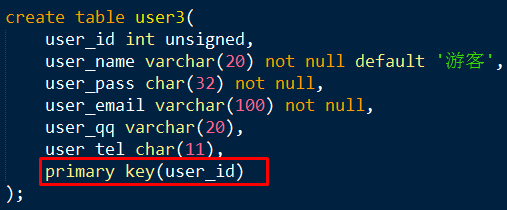 create table user3(
user_id int unsigned,
user_name varchar(20) not null default '游客',
user_pass char(32) not null,
user_email varchar(100) not null,
user_qq varchar(20),
user_tel char(11),
primary key(user_id)
);